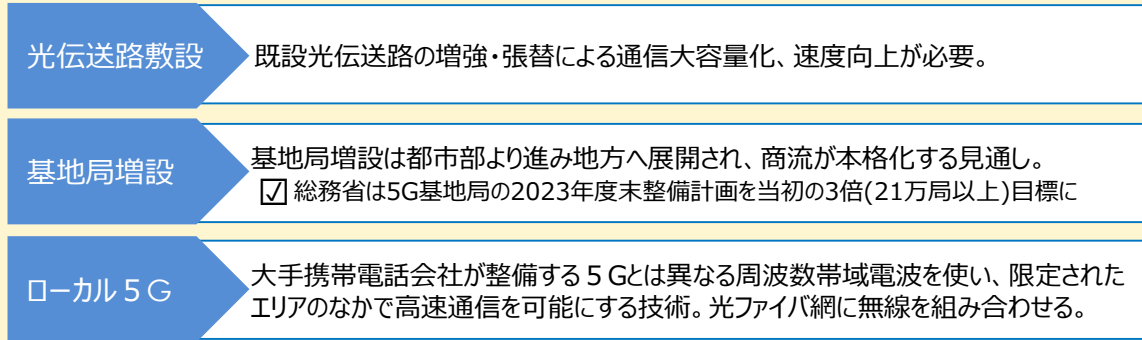 光伝送路敷設
既設光伝送路の増強・張替による通信大容量化、速度向上が必要。
基地局増設
基地局増設は都市部より進み地方へ展開され、商流が本格化する見通し。
☑ 総務省は5G基地局の2023年度末整備計画を当初の3倍(21万局以上)目標に
ローカル５G
大手携帯電話会社が整備する５Gとは異なる周波数帯域電波を使い、限定された
エリアのなかで高速通信を可能にする技術。光ファイバ網に無線を組み合わせる。